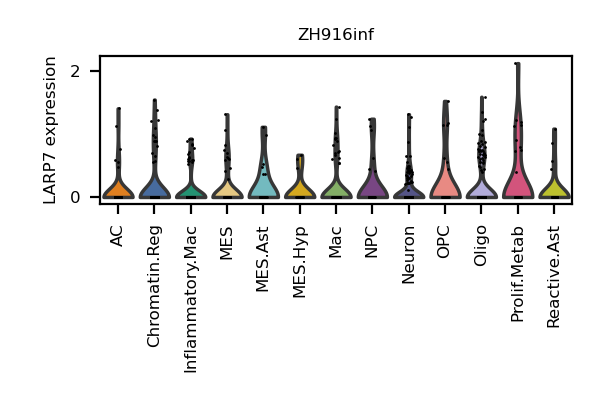 ZH916inf
LARP7 expression
2
0
AC
Chromatin.Reg
Inflammatory.Mac
MES
MES.Ast
MES.Hyp
Mac
NPC
Neuron
OPC
Oligo
Prolif.Metab
Reactive.Ast